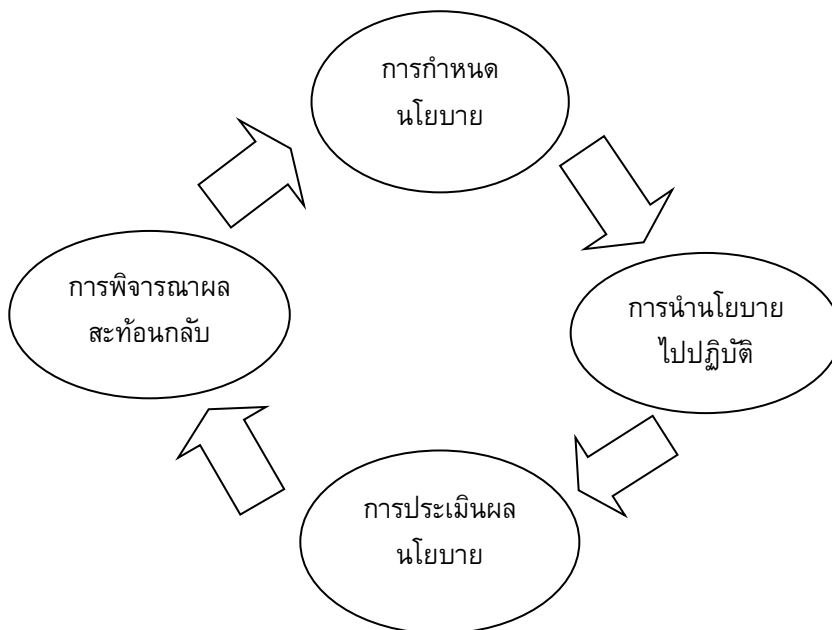 การกำหนด
นโยบาย
การนำนโยบาย
ไปปฏิบัติ
การประเมินผล
นโยบาย
การพิจารณาผล
สะท้อนกลับ